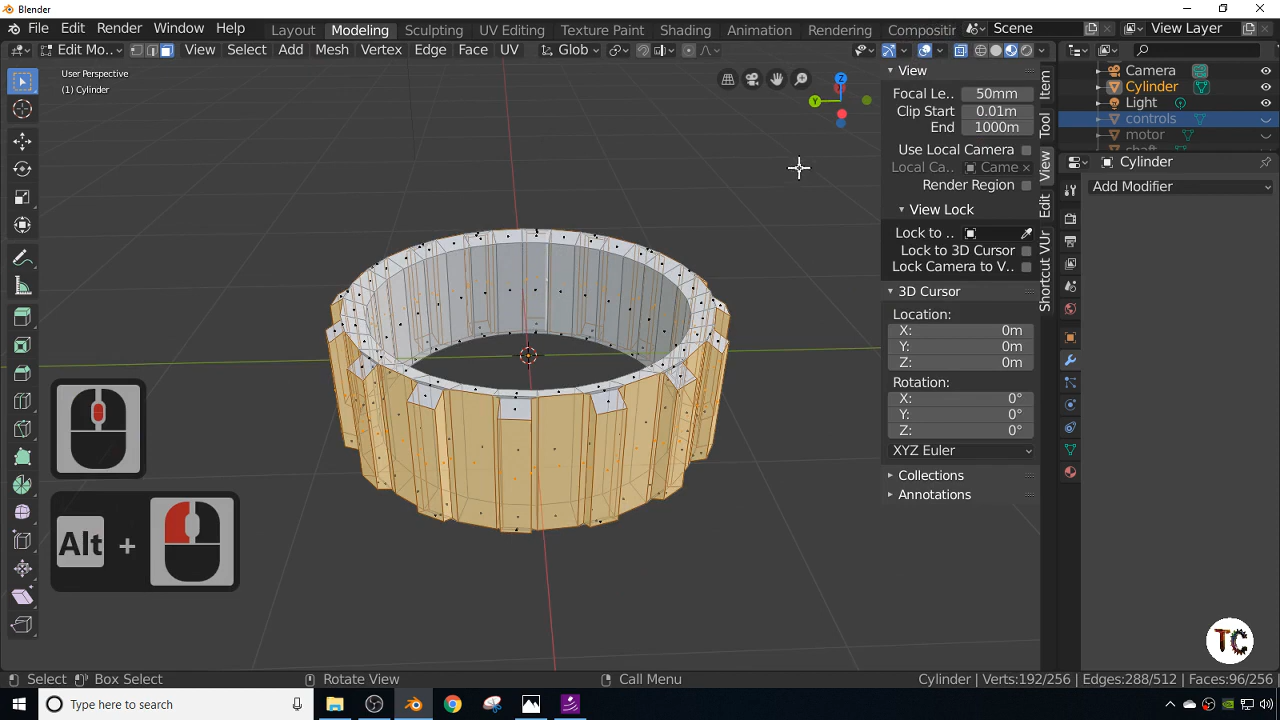 Blender
File Edit Render Window Help Layout Modeling Sculpting UV Editing Texture Paint Shading Animation Rendering Compositin Scene View Layer
Edit Mo... View Select Add Mesh Vertex Edge Face UV Glob
User Perspective
(1) Cylinder
Z
Y
View
Focal Le... 50mm
Clip Start 0.01m
End 1000m
Use Local Camera
Local Ca... Came
Render Region
View Lock
Lock to ..
Lock to 3D Cursor
Lock Camera to V..
3D Cursor
Location:
X: 0m
Y: 0m
Z: 0m
Rotation:
X: 0°
Y: 0°
Z: 0°
XYZ Euler
Collections
Annotations
Item
Tool
View
Edit
Shortcut VUr
Camera
Cylinder
Light
controls
motor
shaft
Cylinder
Add Modifier
Alt +
TC
Select Box Select Rotate View Call Menu Cylinder | Verts:192/256 | Edges:288/512 | Faces:96/256
Type here to search